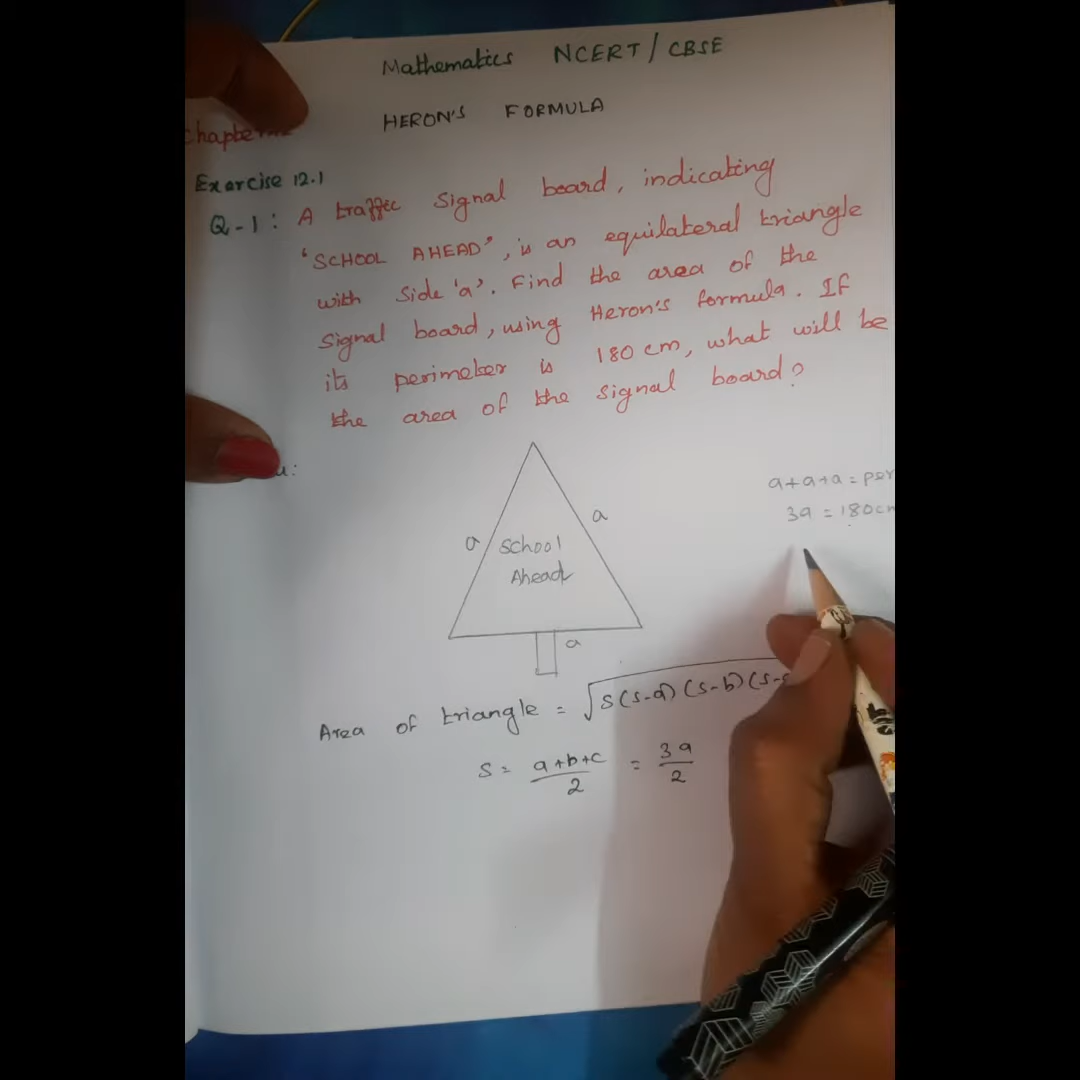 Mathematics NCERT / CBSE
HERON'S FORMULA
Exercise 12.1
Q-1: A traffic signal board, indicating
'SCHOOL AHEAD', is an equilateral triangle
with side 'a'. Find the area of the
signal board, using Heron's formula. If
its perimeter is 180 cm, what will be
the area of the signal board?
a+a+a =
3a = 180cm
a
a
School
Ahead
a
Area of triangle = √s(s-a)(s-b)(s-
S = a+b+c/2 = 3a/2